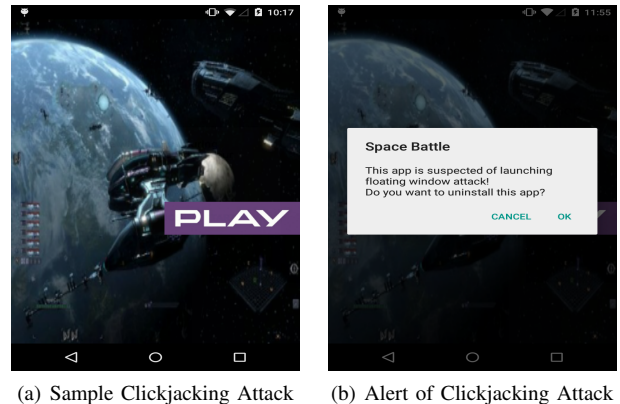 10:17
PLAY
11:55
Space Battle
This app is suspected of launching
floating window attack!
Do you want to uninstall this app?
CANCEL OK
(a) Sample Clickjacking Attack
(b) Alert of Clickjacking Attack